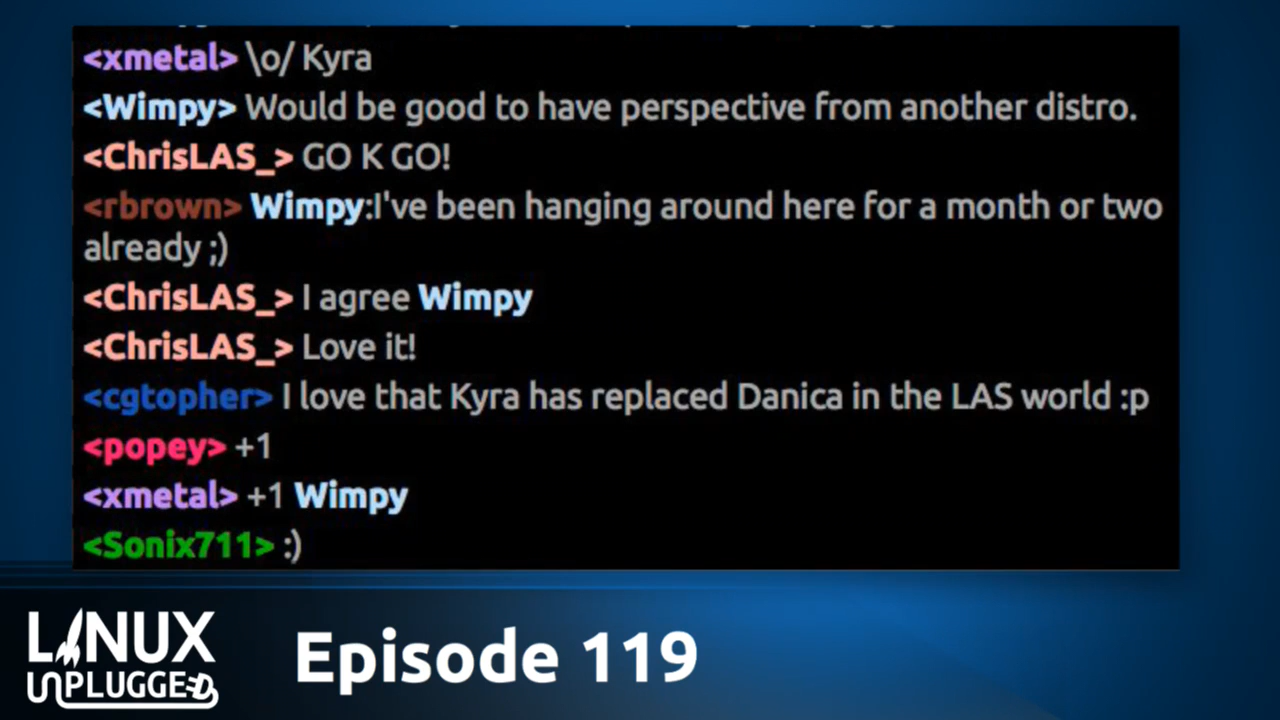 <xmetal> \o/ Kyra
<Wimpy> Would be good to have perspective from another distro.
<ChrisLAS_> GO K GO!
<rbrown> Wimpy:I've been hanging around here for a month or two
already ;)
<ChrisLAS_> I agree Wimpy
<ChrisLAS_> Love it!
<cgtopher> I love that Kyra has replaced Danica in the LAS world :p
<popey> +1
<xmetal> +1 Wimpy
<Sonix711> :)
LINUX
UNPLUGGED
Episode 119